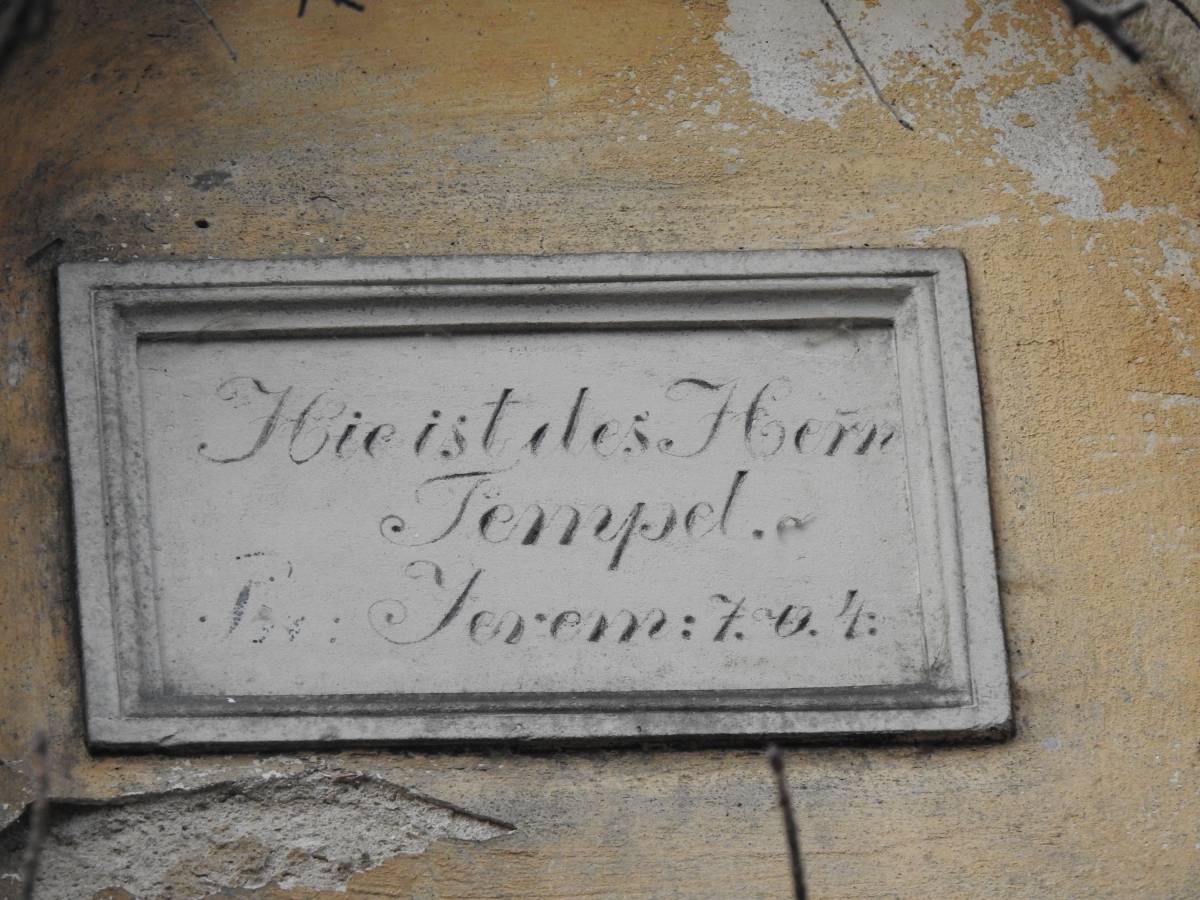 Hie ist des Herrn
Tempel.
Jerem: 7. v. 4: